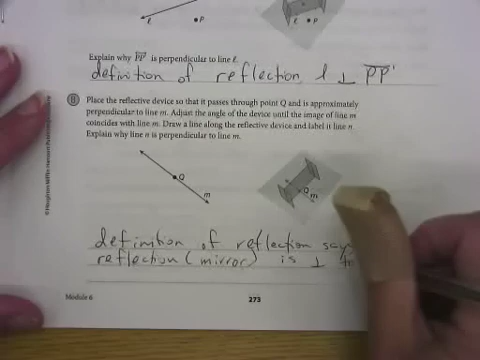 ℓ
P
ℓ
P
Explain why PP' is perpendicular to line ℓ.
definition of reflection ℓ ⊥ PP'
B Place the reflective device so that it passes through point Q and is approximately
perpendicular to line m. Adjust the angle of the device until the image of line m
coincides with line m. Draw a line along the reflective device and label it line n.
Explain why line n is perpendicular to line m.
Q
m
Q
m
definition of reflection say
reflection (mirror) is ⊥
Module 6
273